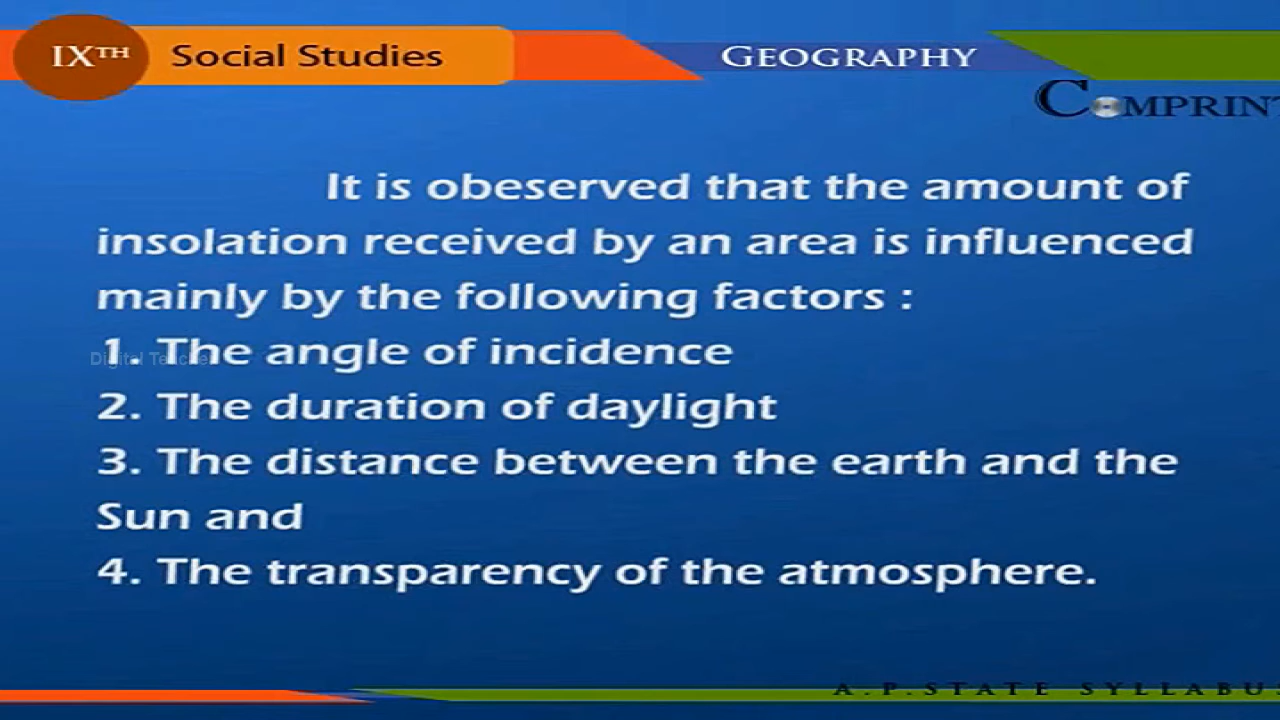 IXTH Social Studies GEOGRAPHY
COMPRINT
It is obeserved that the amount of
insolation received by an area is influenced
mainly by the following factors :
1. The angle of incidence
Digital Teacher
2. The duration of daylight
3. The distance between the earth and the
Sun and
4. The transparency of the atmosphere.
A.P.STATE SYLLABUS